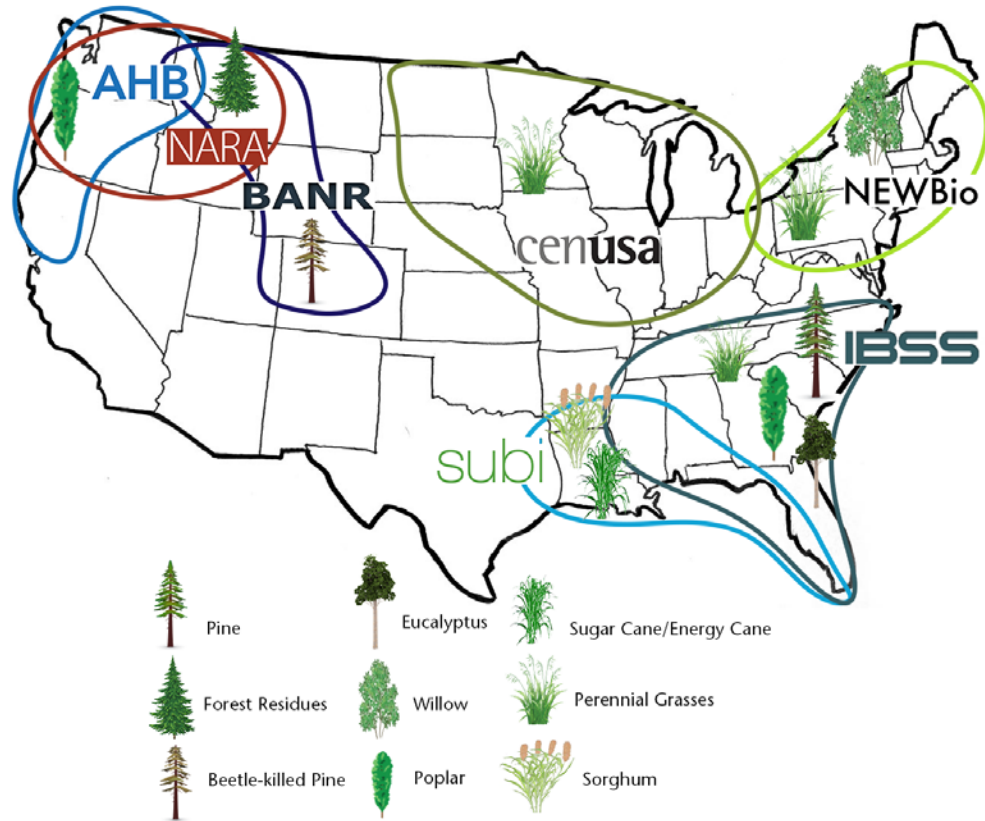 AHB
NARA
BANR
cenusa
NEWBio
IBSS
subi
Pine
Eucalyptus
Sugar Cane/Energy Cane
Forest Residues
Willow
Perennial Grasses
Beetle-killed Pine
Poplar
Sorghum